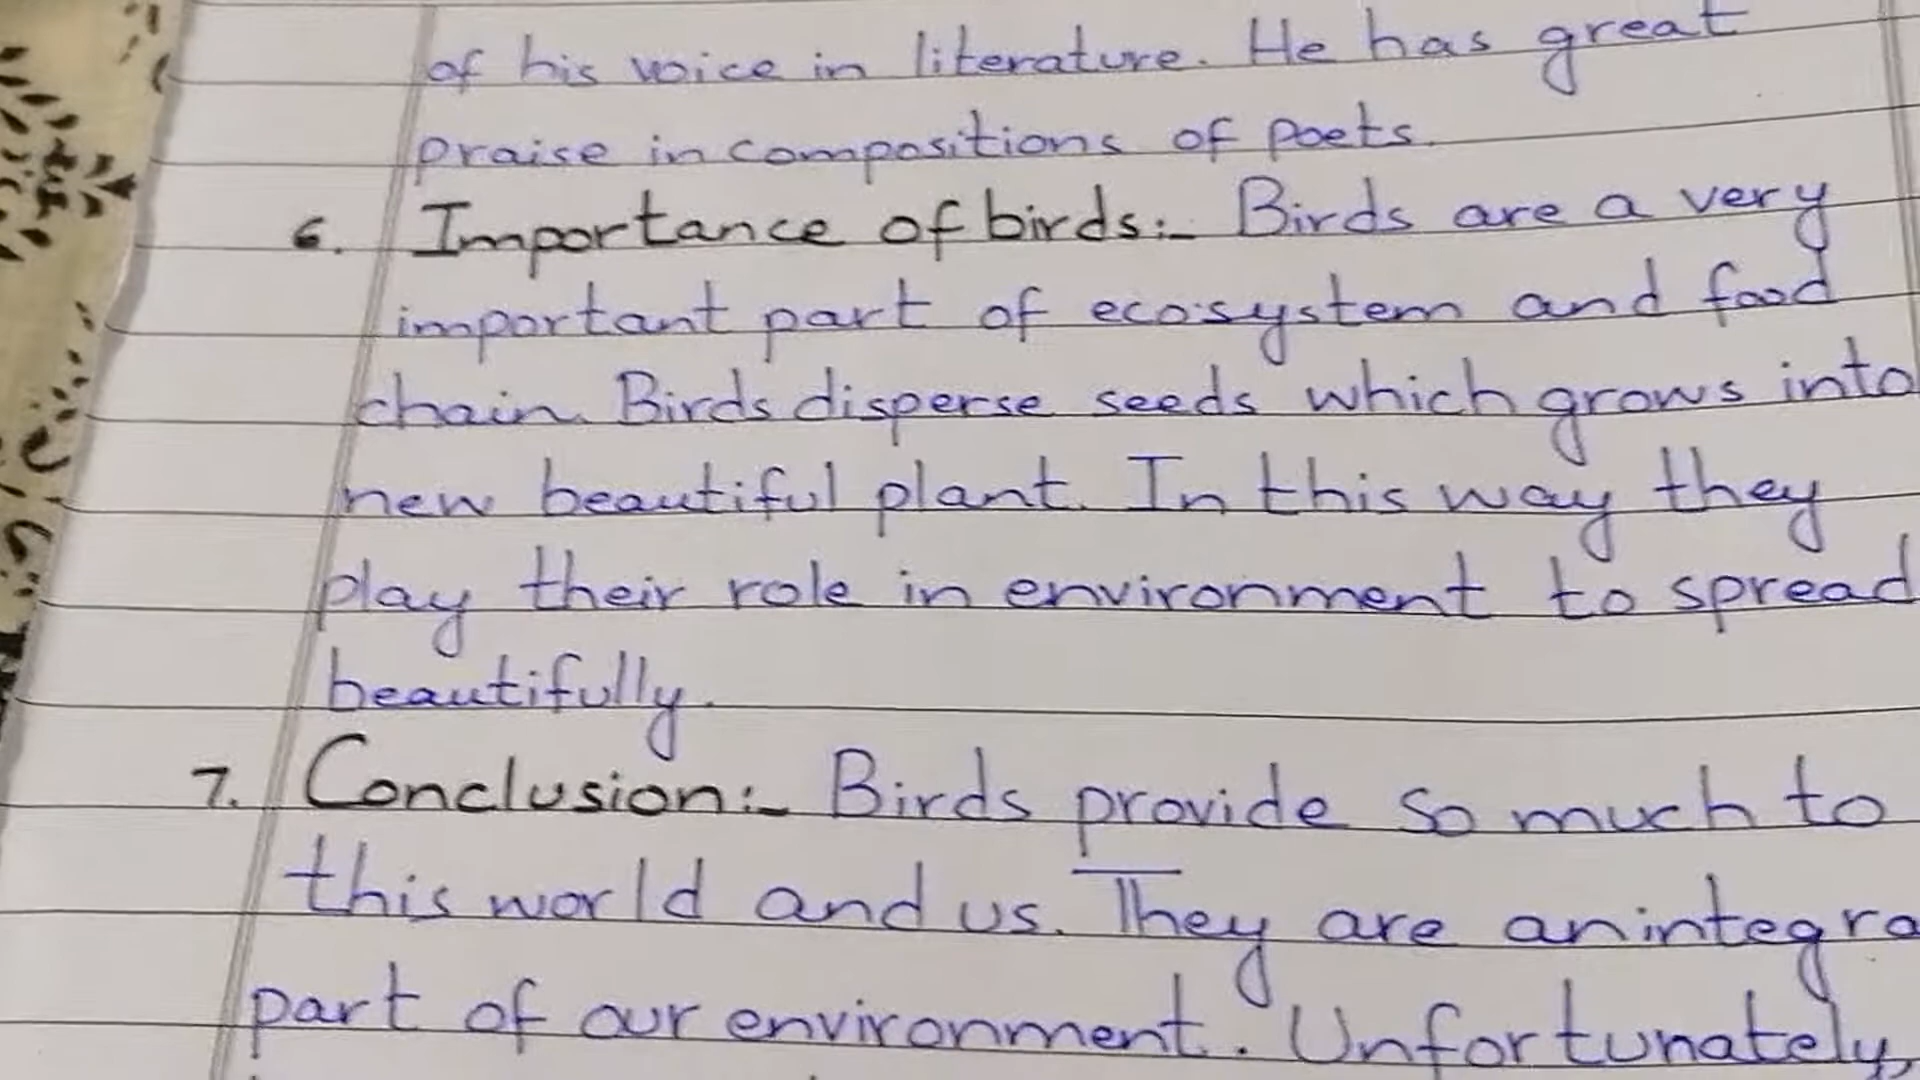 of his voice in literature. He has great
praise in compositions of poets.
6. Importance of birds:- Birds are a very
important part of ecosystem and food
chain. Birds disperse seeds which grows into
new beautiful plant. In this way they
play their role in environment to spread
beautifully.
7. Conclusion:- Birds provide so much to
this world and us. They are an integra
part of our environment. Unfortunately,